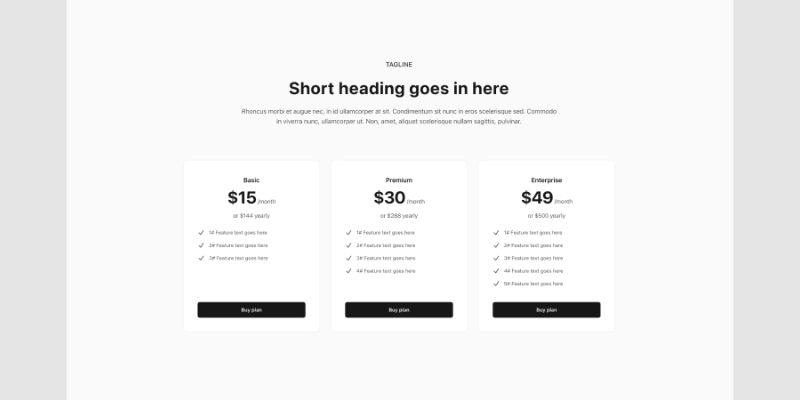 TAGLINE
Short heading goes in here
Rhoncus morbi et augue nec, in id ullamcorper at sit. Condimentum sit nunc in eros scelerisque sed. Commodo
in viverra nunc, ullamcorper ut. Non, amet, aliquet scelerisque nullam sagittis, pulvinar.
Basic
$15 /month
or $144 yearly
1# Feature text goes here
2# Feature text goes here
3# Feature text goes here
Buy plan
Premium
$30 /month
or $288 yearly
1# Feature text goes here
2# Feature text goes here
3# Feature text goes here
4# Feature text goes here
Buy plan
Enterprise
$49 /month
or $500 yearly
1# Feature text goes here
2# Feature text goes here
3# Feature text goes here
4# Feature text goes here
5# Feature text goes here
Buy plan